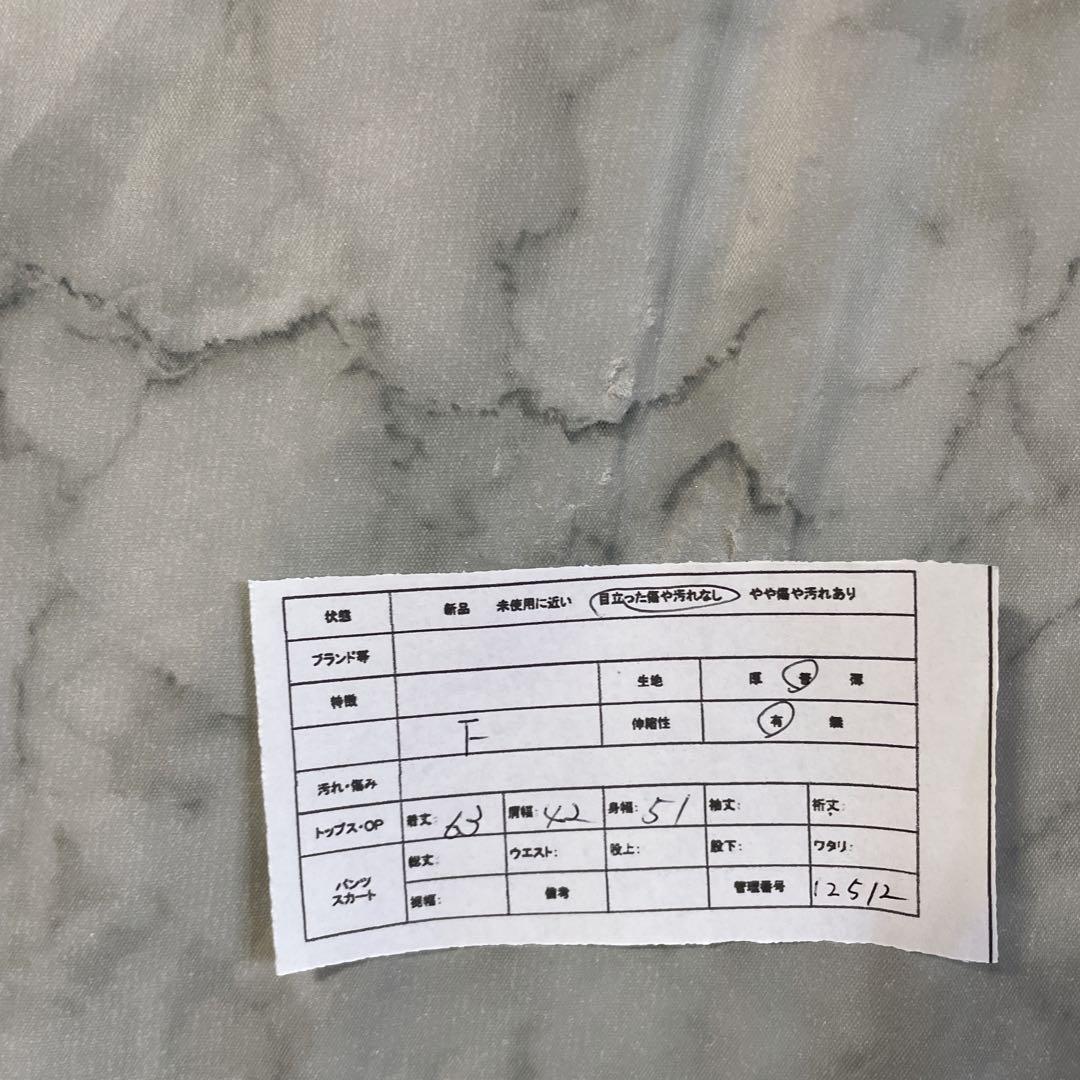 状態 新品 未使用に近い 目立った傷や汚れなし やや傷や汚れあり
ブランド等
特徴 生地 厚 普 薄
F 伸縮性 有 無
汚れ・傷み
トップス・OP 着丈: 63 肩幅: 42 身幅: 51 袖丈: 裄丈:
パンツ スカート 総丈: ウエスト: 股上: 股下: ワタリ:
裾幅: 備考 管理番号 12512